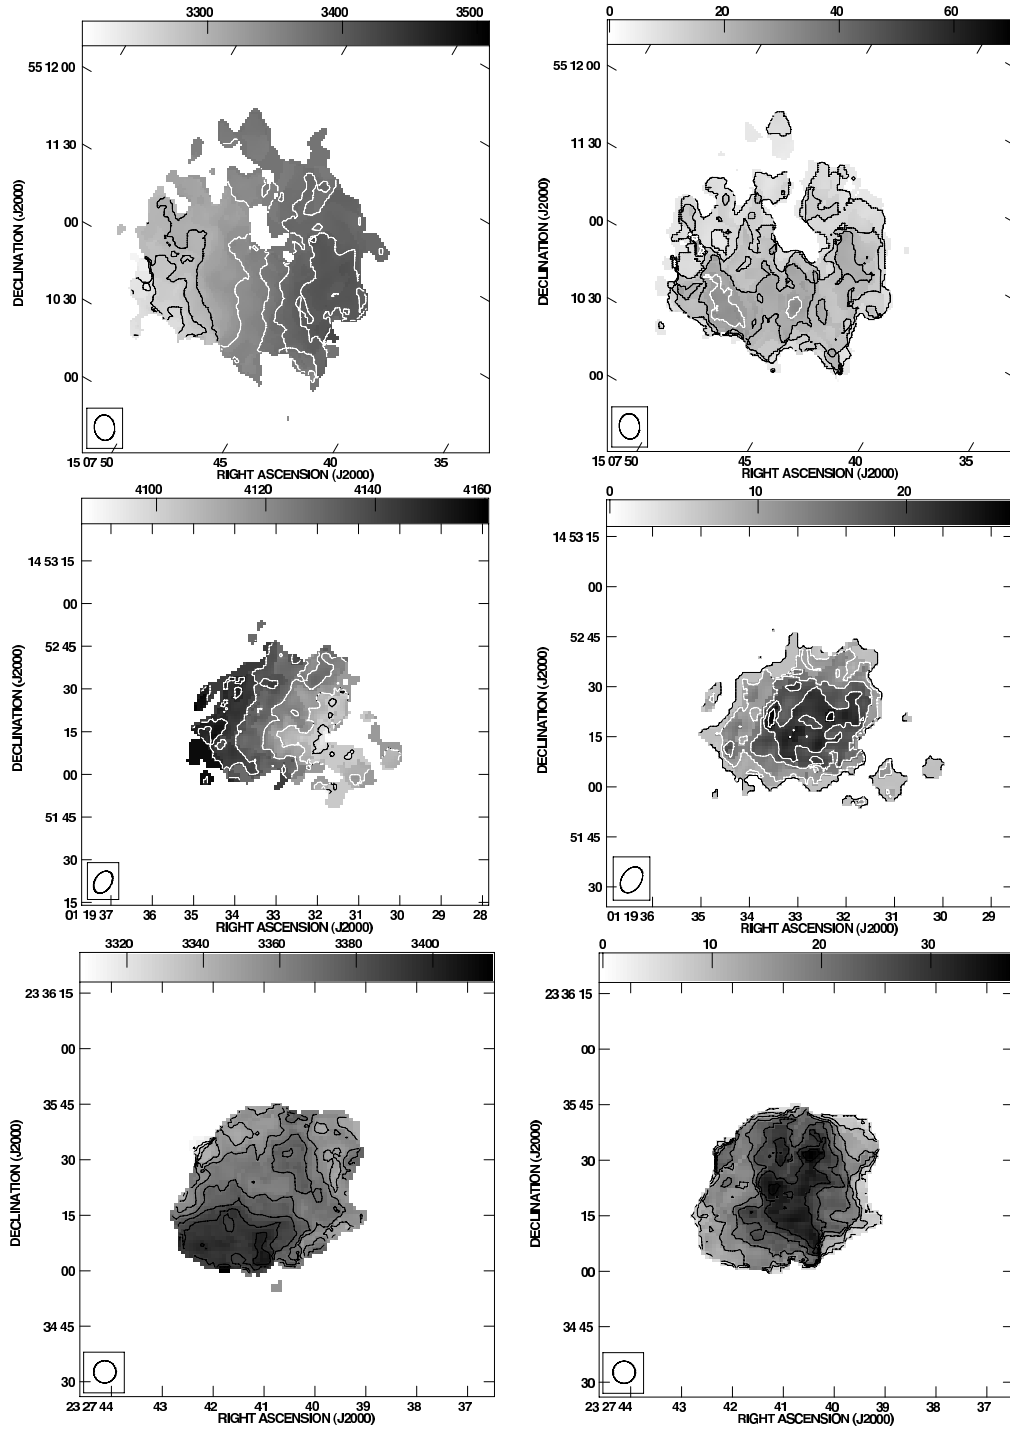 3300 3400 3500
55 12 00
11 30
00
10 30
00
DECLINATION (J2000)
15 07 50 45 40 35
RIGHT ASCENSION (J2000)
0 20 40 60
55 12 00
11 30
00
10 30
00
DECLINATION (J2000)
15 07 50 45 40 35
RIGHT ASCENSION (J2000)
4100 4120 4140 4160
14 53 15
00
52 45
30
15
00
51 45
30
15
DECLINATION (J2000)
01 19 37 36 35 34 33 32 31 30 29 28
RIGHT ASCENSION (J2000)
0 10 20
14 53 15
00
52 45
30
15
00
51 45
30
DECLINATION (J2000)
01 19 36 35 34 33 32 31 30 29
RIGHT ASCENSION (J2000)
3320 3340 3360 3380 3400
23 36 15
00
35 45
30
15
00
34 45
30
DECLINATION (J2000)
23 27 44 43 42 41 40 39 38 37
RIGHT ASCENSION (J2000)
0 10 20 30
23 36 15
00
35 45
30
15
00
34 45
30
DECLINATION (J2000)
23 27 44 43 42 41 40 39 38 37
RIGHT ASCENSION (J2000)